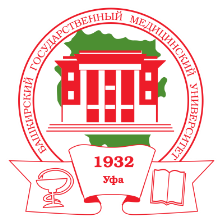 БАШКИРСКИЙ ГОСУДАРСТВЕННЫЙ МЕДИЦИНСКИЙ УНИВЕРСИТЕТ
1932
Уфа